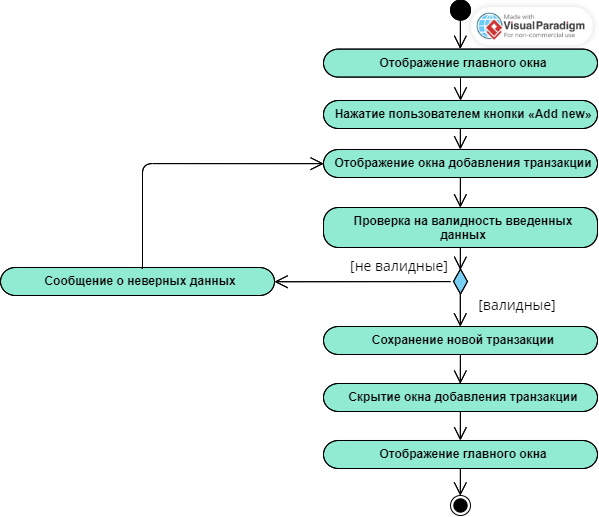 Made with
Visual Paradigm
For non-commercial use
Отображение главного окна
Нажатие пользователем кнопки «Add new»
Отображение окна добавления транзакции
Проверка на валидность введенных
данных
[не валидные]
Сообщение о неверных данных
[валидные]
Сохранение новой транзакции
Скрытие окна добавления транзакции
Отображение главного окна